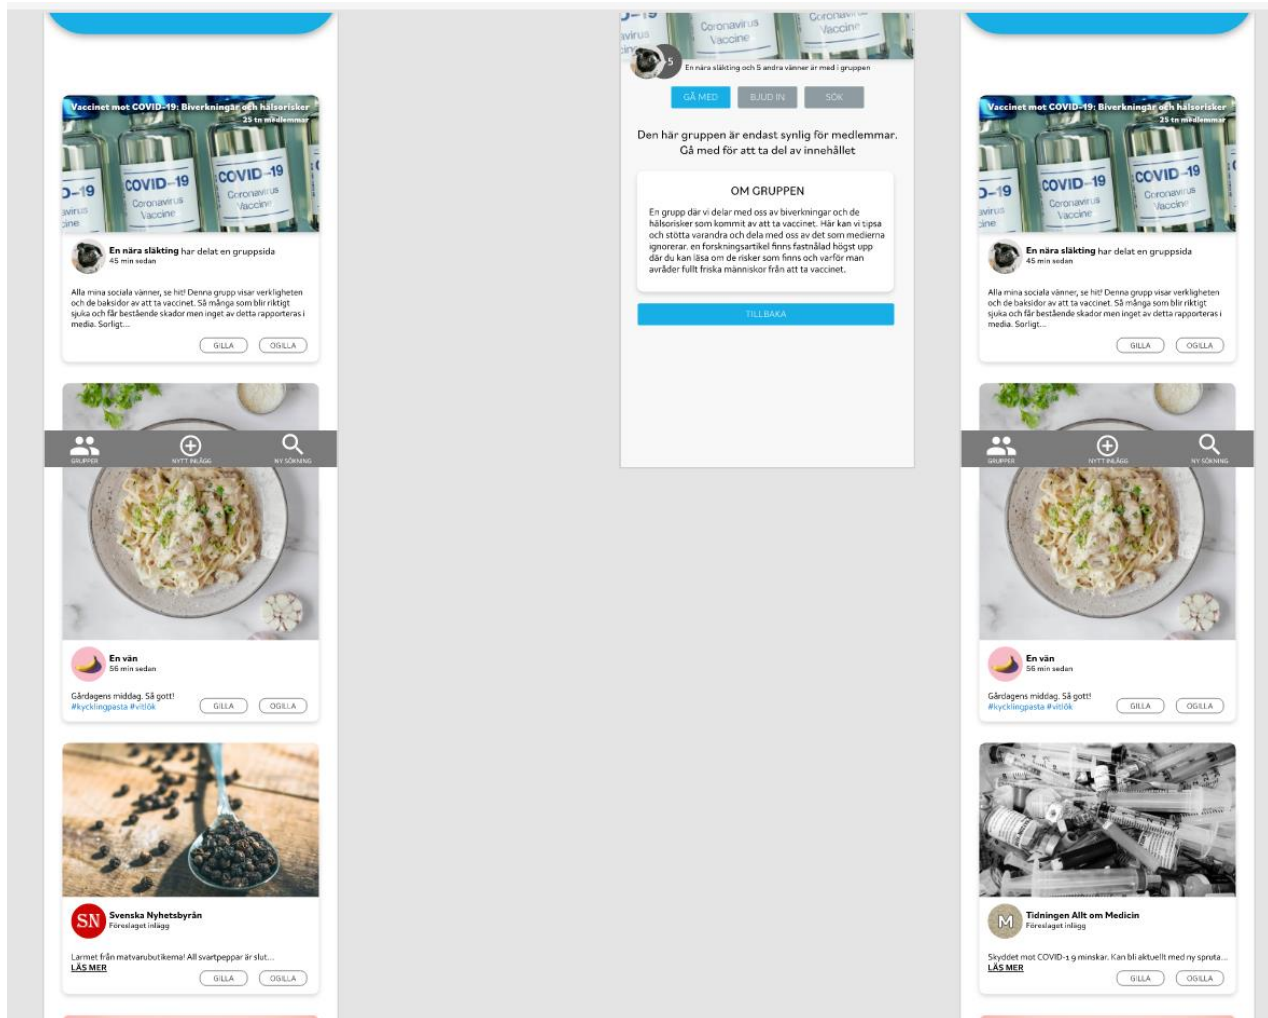 Vaccinet mot COVID-19: Biverkningar och hälsorisker
25 tn medlemmar
COVID-19
Coronavirus
Vaccine
COVID-19
Coronavirus
Vaccine
En nära släkting har delat en gruppsida
45 min sedan
Alla mina sociala vänner, se hit! Denna grupp visar verkligheten
och de baksidor av att ta vaccinet. Så många som blir riktigt
sjuka och får bestående skador men inget av detta rapporteras i
media. Sorligt...
GILLA OGILLA
GRUPPER NYTT INLÄGG NY SÖKNING
En vän
56 min sedan
Gårdagens middag. Så gott!
#kycklingpasta #vitlök
GILLA OGILLA
SN
Svenska Nyhetsbyrån
Föreslaget inlägg
Larmet från matvarubutikerna! All svartpeppar är slut...
LÄS MER
GILLA OGILLA
Coronavirus
Vaccine
Coronavirus
Vaccine
En nära släkting och 5 andra vänner är med i gruppen
GÅ MED BJUD IN SÖK
Den här gruppen är endast synlig för medlemmar.
Gå med för att ta del av innehållet
OM GRUPPEN
En grupp där vi delar med oss av biverkningar och de
hälsorisker som kommit av att ta vaccinet. Här kan vi tipsa
och stötta varandra och dela med oss av det som medierna
ignorerar. en forskningsartikel finns fastnålad högst upp
där du kan läsa om de risker som finns och varför man
avråder fullt friska människor från att ta vaccinet.
TILLBAKA
Vaccinet mot COVID-19: Biverkningar och hälsorisker
25 tn medlemmar
COVID-19
Coronavirus
Vaccine
COVID-19
Coronavirus
Vaccine
En nära släkting har delat en gruppsida
45 min sedan
Alla mina sociala vänner, se hit! Denna grupp visar verkligheten
och de baksidor av att ta vaccinet. Så många som blir riktigt
sjuka och får bestående skador men inget av detta rapporteras i
media. Sorligt...
GILLA OGILLA
GRUPPER NYTT INLÄGG NY SÖKNING
En vän
56 min sedan
Gårdagens middag. Så gott!
#kycklingpasta #vitlök
GILLA OGILLA
M
Tidningen Allt om Medicin
Föreslaget inlägg
Skyddet mot COVID-19 minskar. Kan bli aktuellt med ny spruta...
LÄS MER
GILLA OGILLA